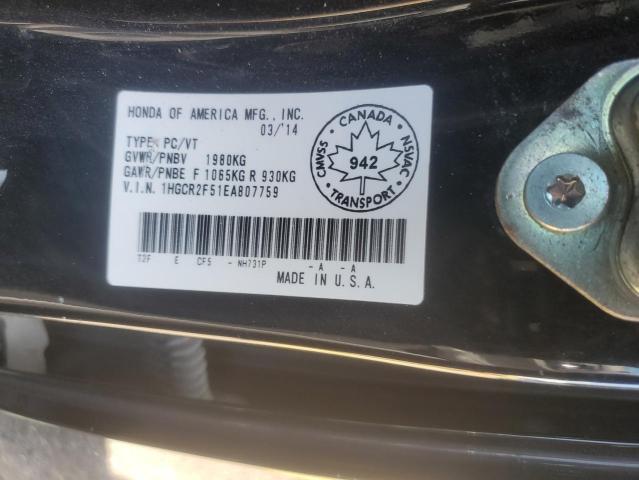 HONDA OF AMERICA MFG., INC.
03/'14
TYPE: PC/VT
GVWR/PNBV 1980KG
GAWR/PNBE F 1065KG R 930KG
V.I.N. 1HGCR2F51EA807759
T2F E CF5 - NH731P - A - A
MADE IN U.S.A.
CANADA
CMVSS 942 NSVAC
TRANSPORT